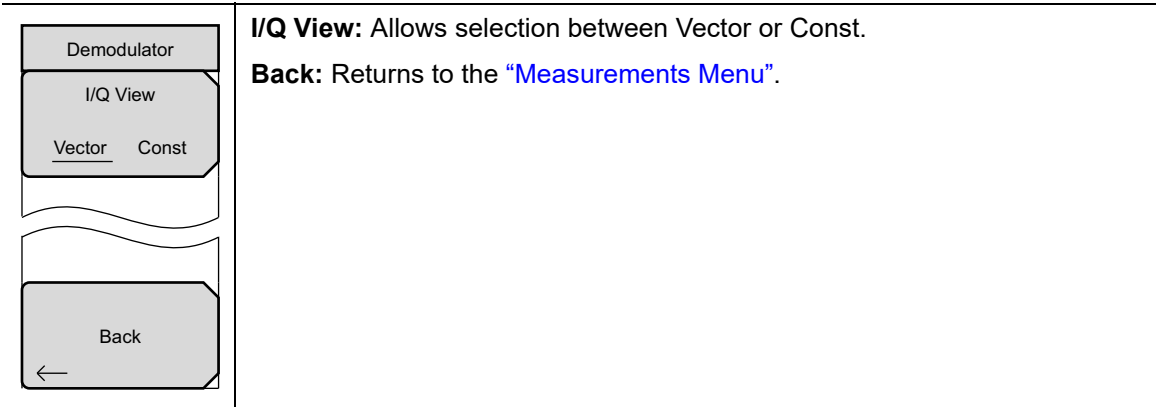 Demodulator
I/Q View
Vector Const
Back
I/Q View: Allows selection between Vector or Const.
Back: Returns to the “Measurements Menu”.